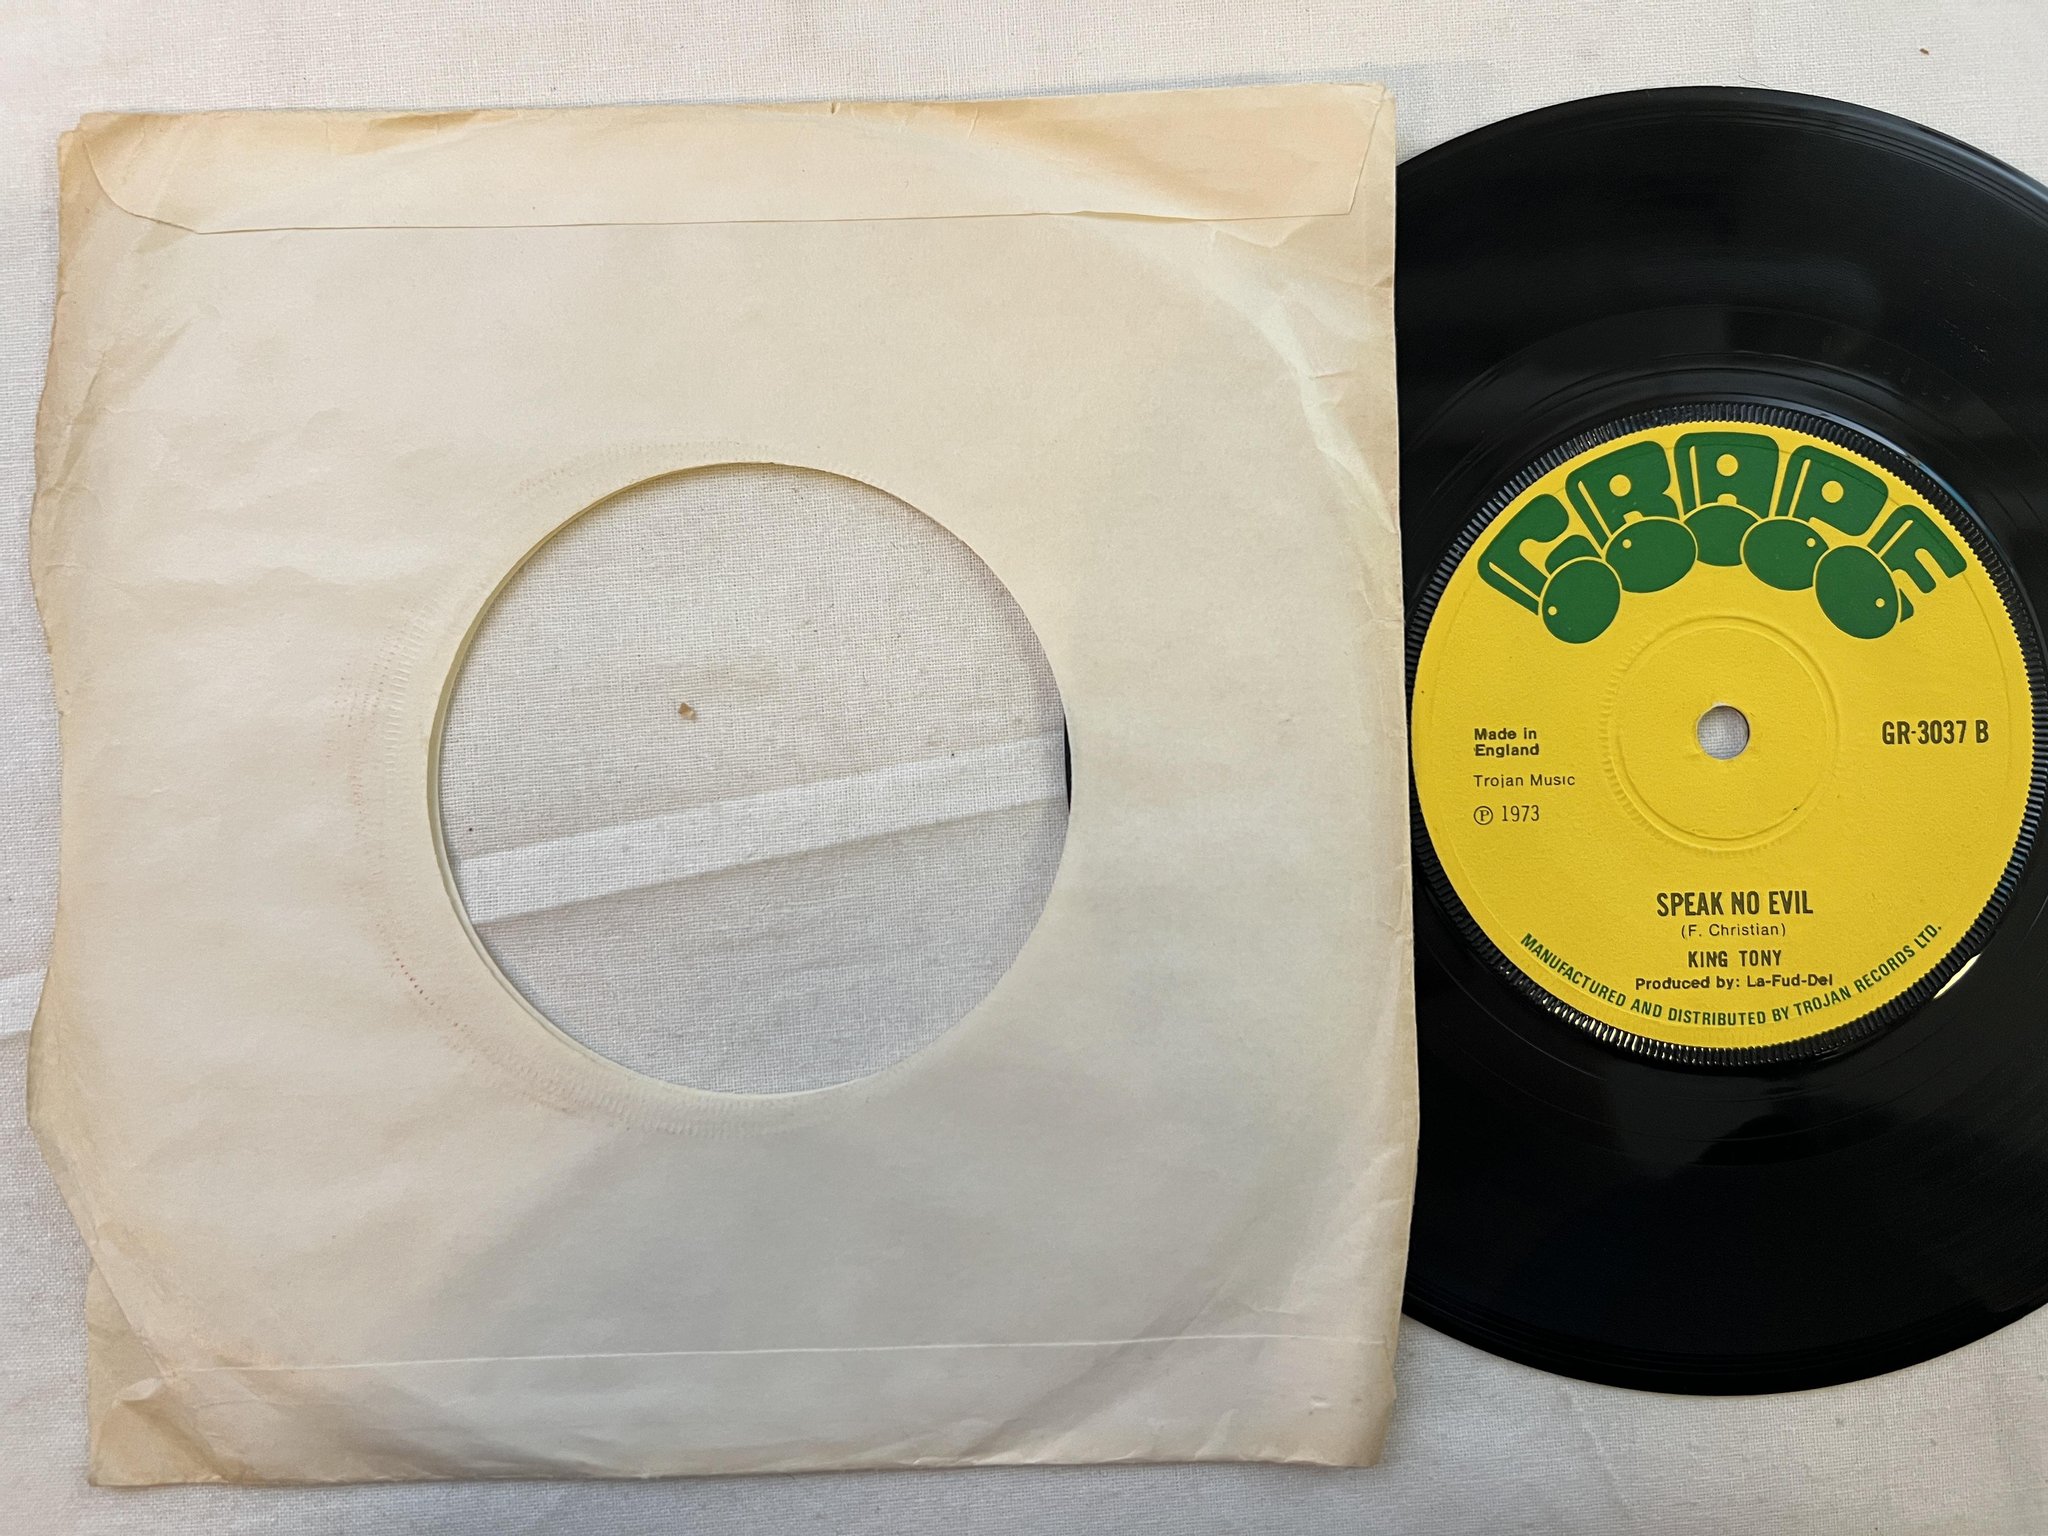 GRAPE
Made in
England
GR-3037 B
Trojan Music
Ⓟ 1973
SPEAK NO EVIL
(F. Christian)
KING TONY
Produced by: La-Fud-Del
MANUFACTURED AND DISTRIBUTED BY TROJAN RECORDS LTD.